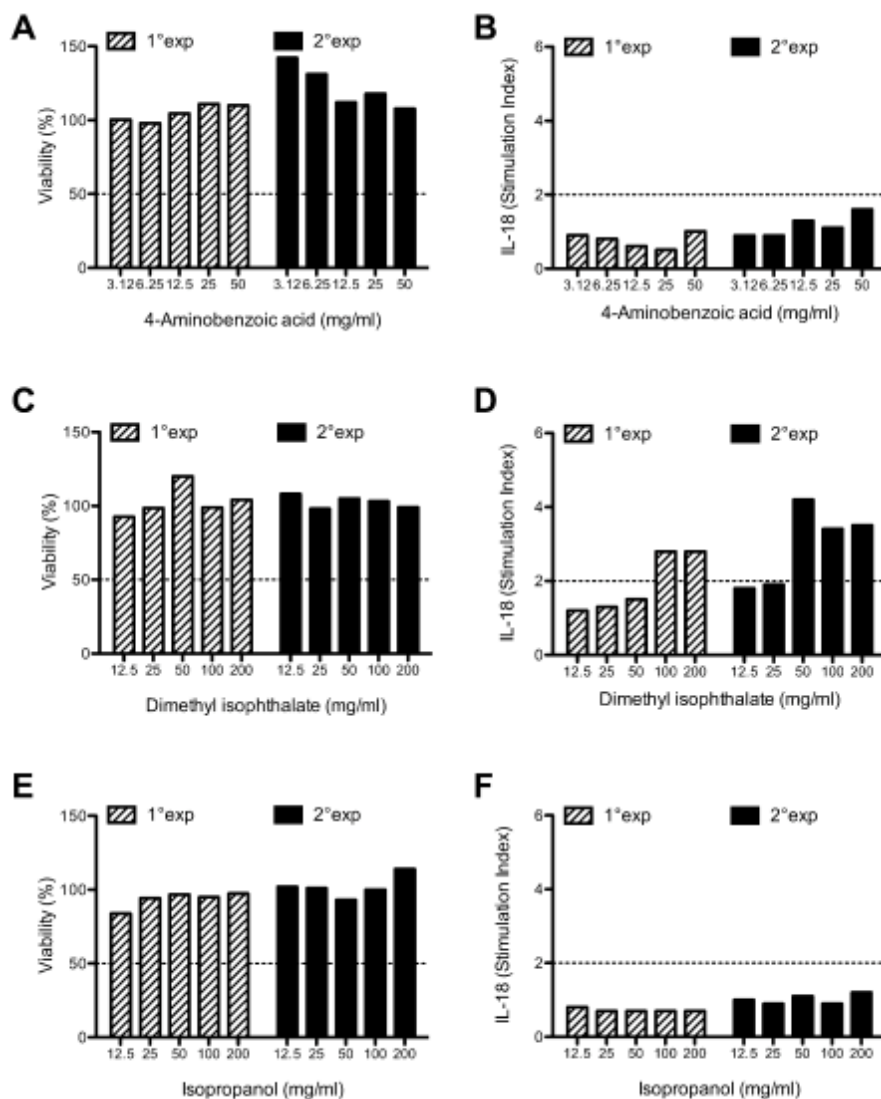 A
1°exp 2°exp
150
100
50
0
Viability (%)
3.12 6.25 12.5 25 50 3.12 6.25 12.5 25 50
4-Aminobenzoic acid (mg/ml)
B
1°exp 2°exp
6
4
2
0
IL-18 (Stimulation Index)
3.12 6.25 12.5 25 50 3.12 6.25 12.5 25 50
4-Aminobenzoic acid (mg/ml)
C
1°exp 2°exp
150
100
50
0
Viability (%)
12.5 25 50 100 200 12.5 25 50 100 200
Dimethyl isophthalate (mg/ml)
D
1°exp 2°exp
6
4
2
0
IL-18 (Stimulation Index)
12.5 25 50 100 200 12.5 25 50 100 200
Dimethyl isophthalate (mg/ml)
E
1°exp 2°exp
150
100
50
0
Viability (%)
12.5 25 50 100 200 12.5 25 50 100 200
Isopropanol (mg/ml)
F
1°exp 2°exp
6
4
2
0
IL-18 (Stimulation Index)
12.5 25 50 100 200 12.5 25 50 100 200
Isopropanol (mg/ml)